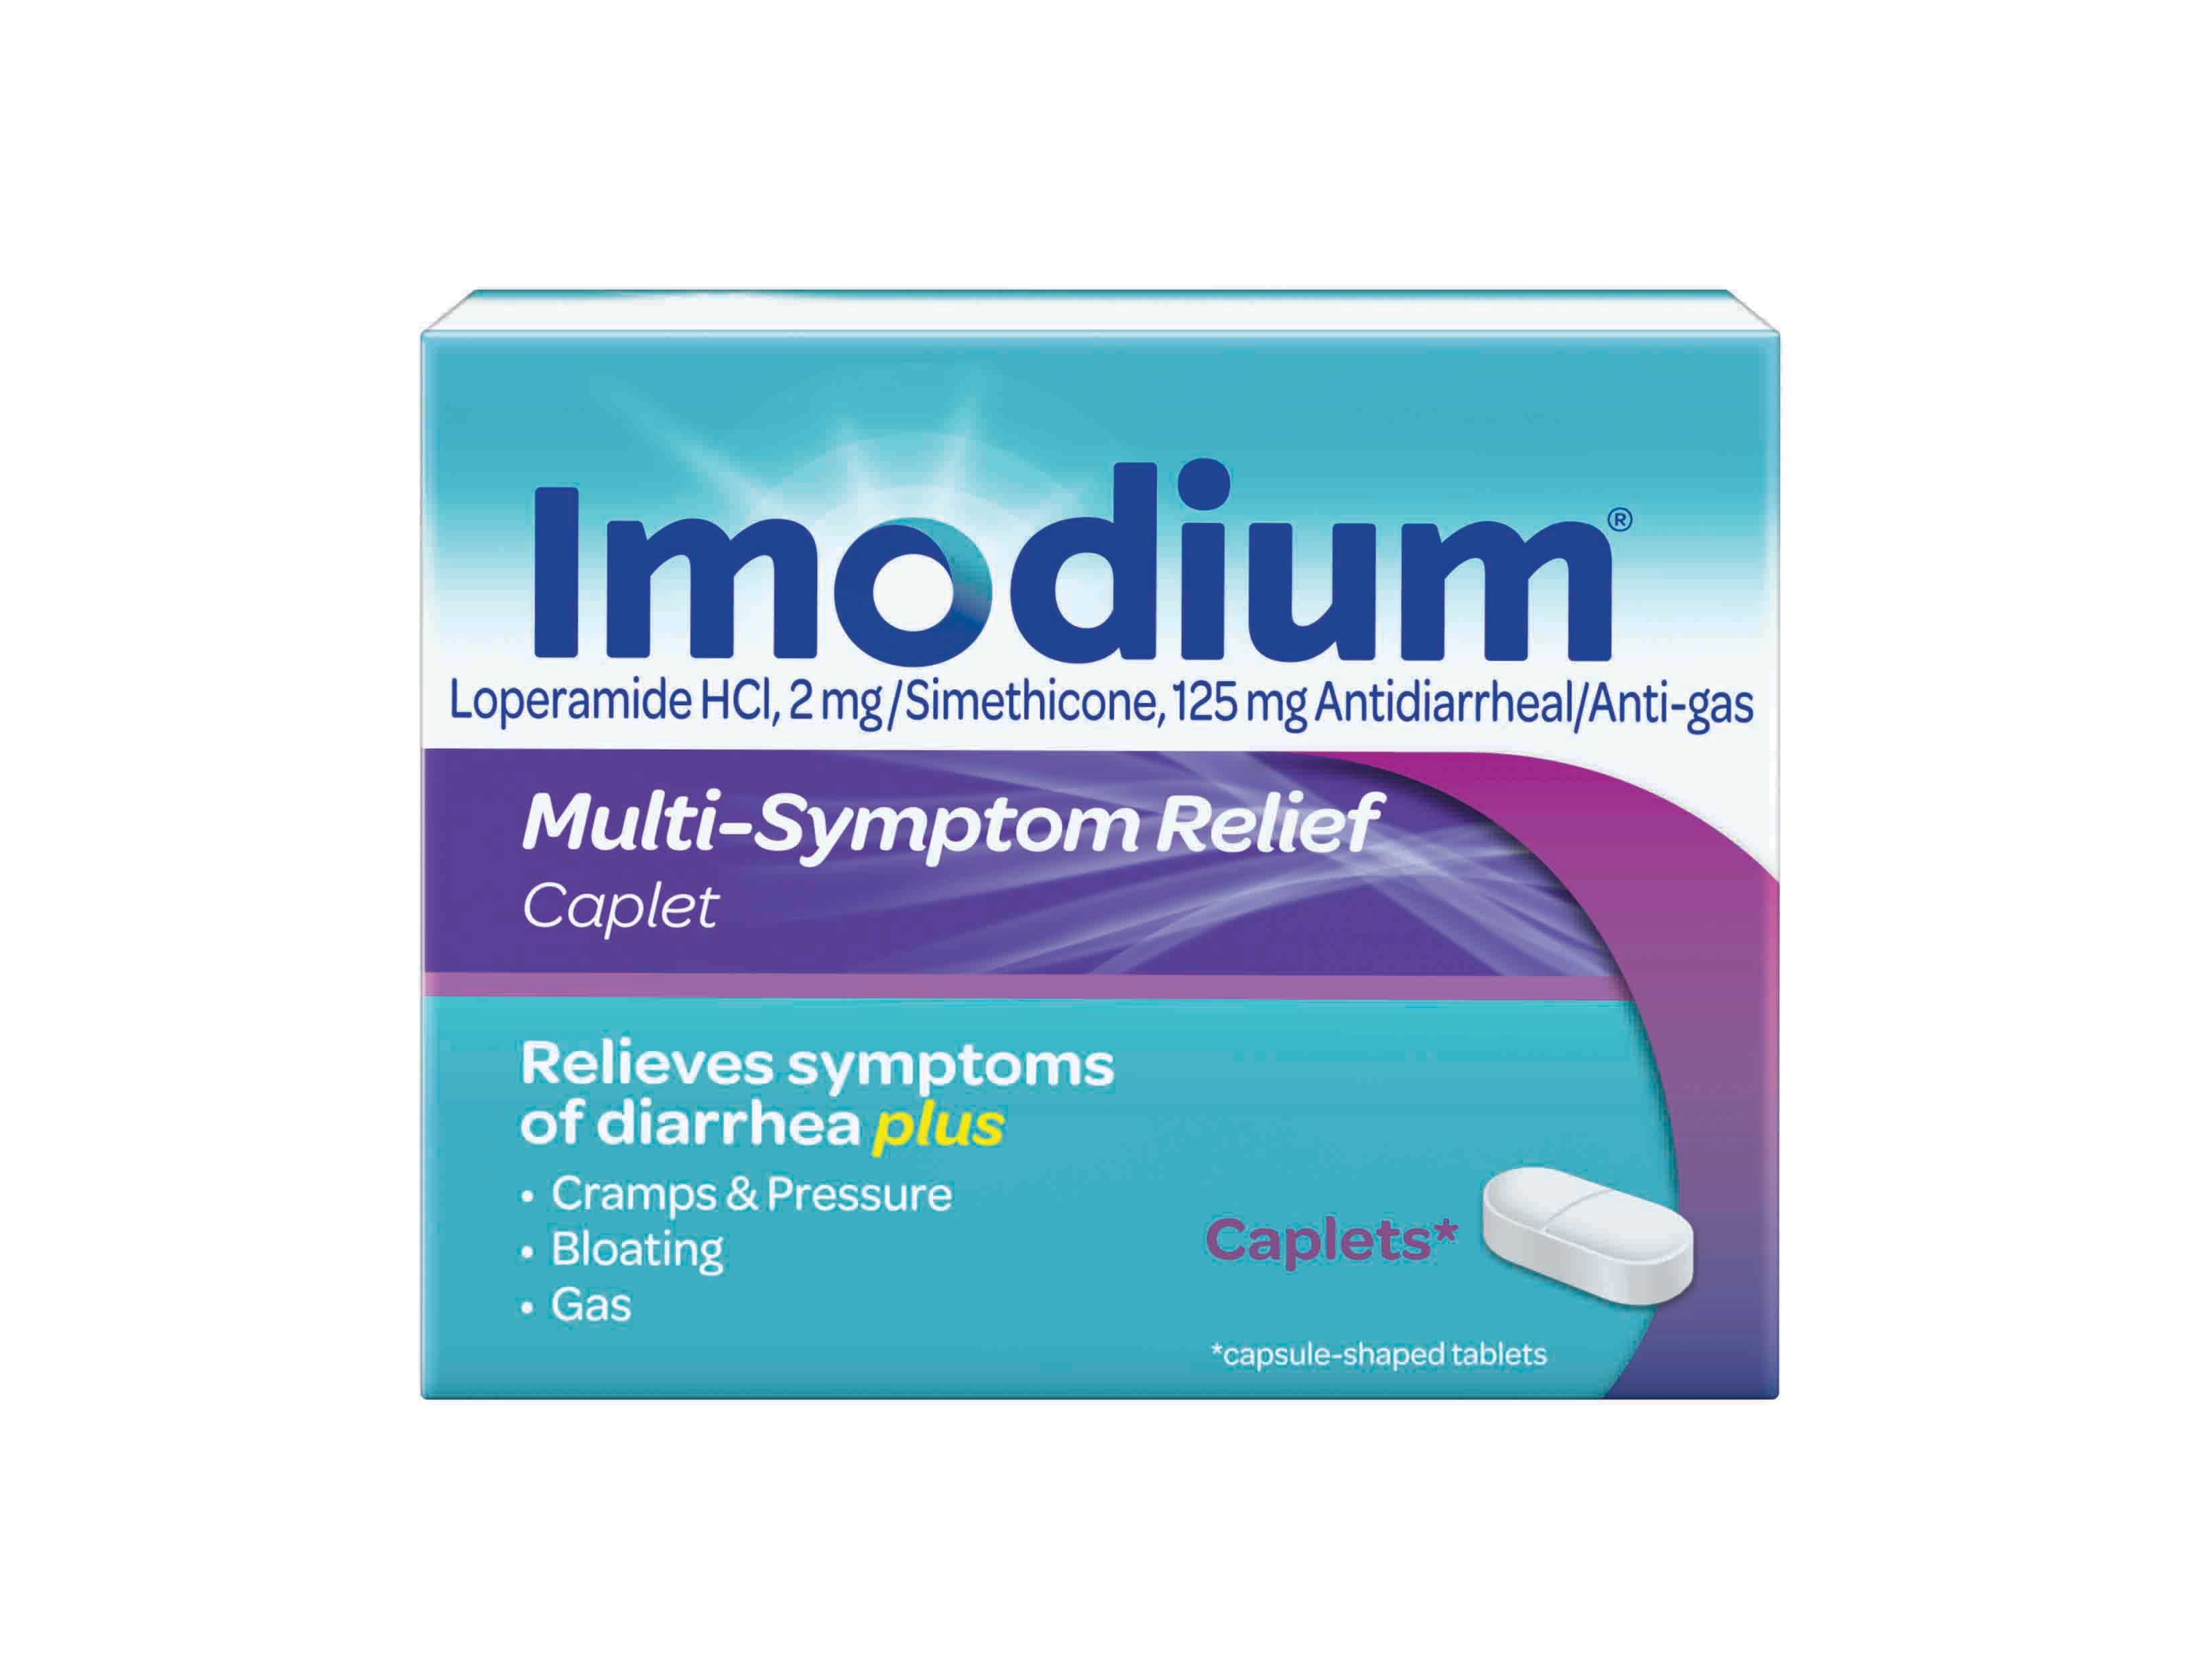 Imodium®
Loperamide HCl, 2 mg/Simethicone, 125 mg Antidiarrheal/Anti-gas
Multi-Symptom Relief
Caplet
Relieves symptoms
of diarrhea plus
• Cramps & Pressure
• Bloating
• Gas
Caplets*
*capsule-shaped tablets